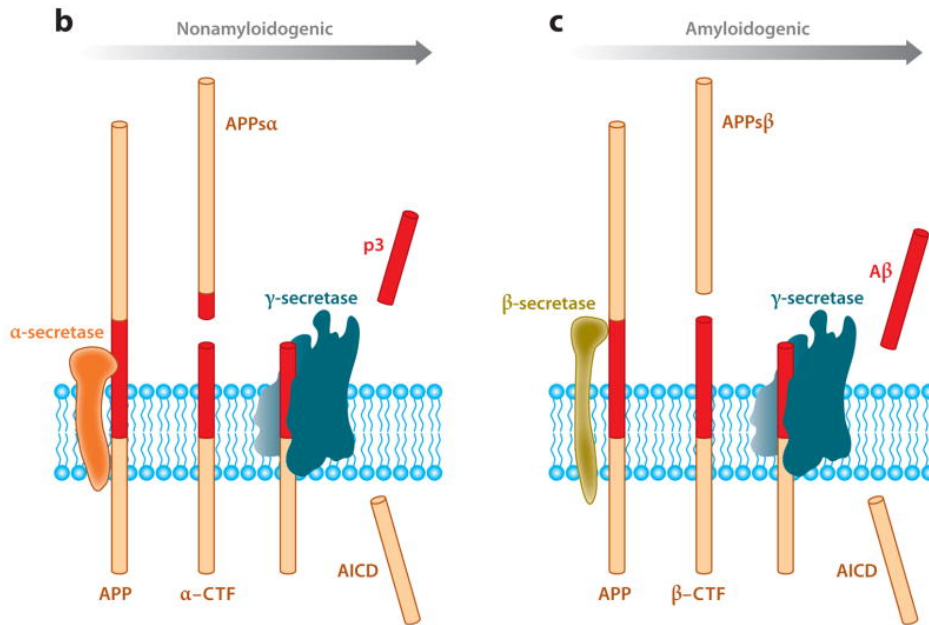 b
Nonamyloidogenic
APPsα
p3
γ-secretase
α-secretase
APP
α–CTF
AICD
c
Amyloidogenic
APPsβ
Aβ
β-secretase
γ-secretase
APP
β–CTF
AICD